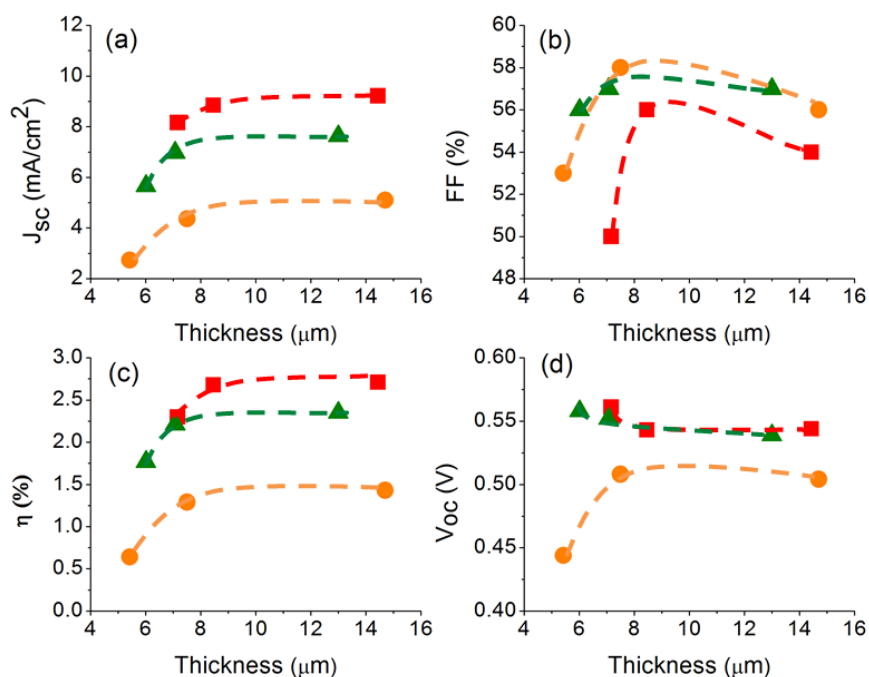 (a)
J_SC (mA/cm²)
12
10
8
6
4
2
4 6 8 10 12 14 16
Thickness (μm)
(b)
FF (%)
60
58
56
54
52
50
48
4 6 8 10 12 14 16
Thickness (μm)
(c)
η (%)
3.0
2.5
2.0
1.5
1.0
0.5
0.0
4 6 8 10 12 14 16
Thickness (μm)
(d)
V_OC (V)
0.60
0.55
0.50
0.45
0.40
4 6 8 10 12 14 16
Thickness (μm)